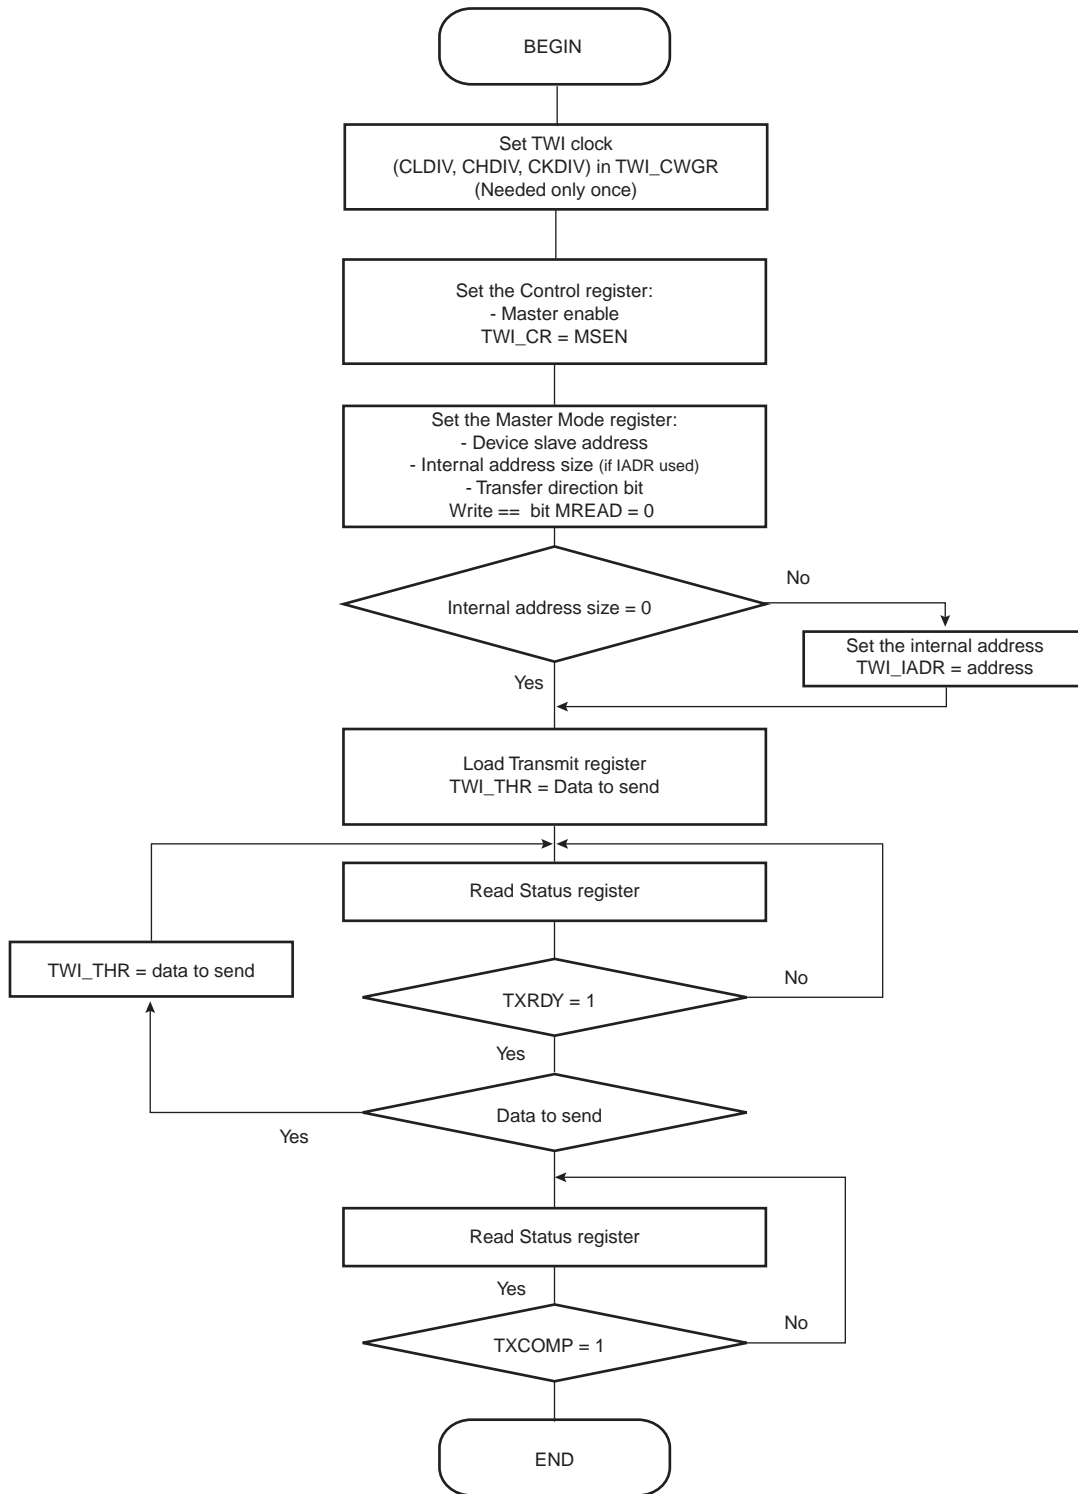 BEGIN
Set TWI clock
(CLDIV, CHDIV, CKDIV) in TWI_CWGR
(Needed only once)
Set the Control register:
- Master enable
TWI_CR = MSEN
Set the Master Mode register:
- Device slave address
- Internal address size (if IADR used)
- Transfer direction bit
Write ==  bit MREAD = 0
No
Internal address size = 0
Set the internal address
TWI_IADR = address
Yes
Load Transmit register
TWI_THR = Data to send
Read Status register
TWI_THR = data to send
No
TXRDY = 1
Yes
Data to send
Yes
Read Status register
Yes
No
TXCOMP = 1
END